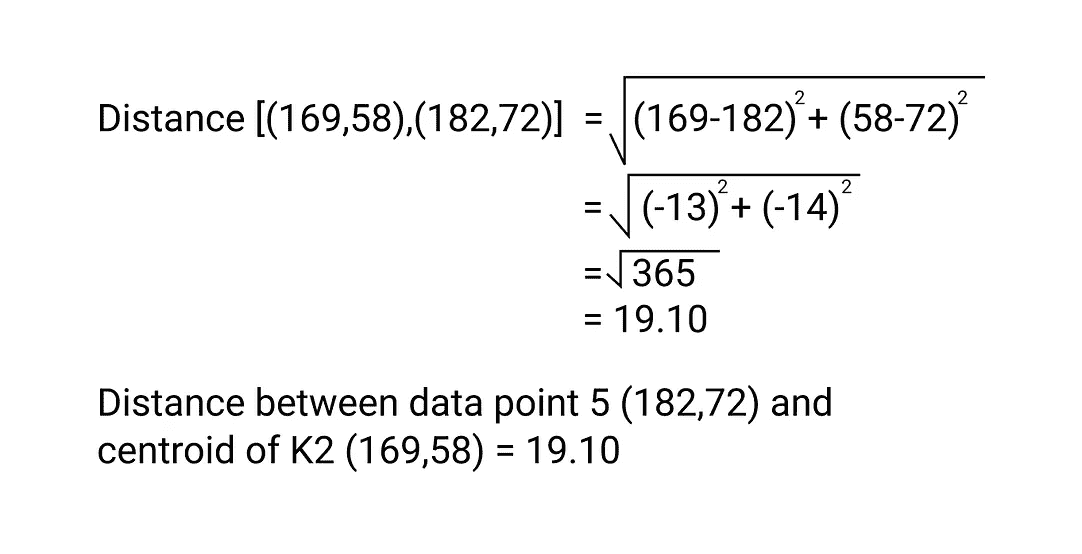 Distance [(169,58),(182,72)] = √(169-182)² + (58-72)²
= √(-13)² + (-14)²
= √365
= 19.10
Distance between data point 5 (182,72) and
centroid of K2 (169,58) = 19.10